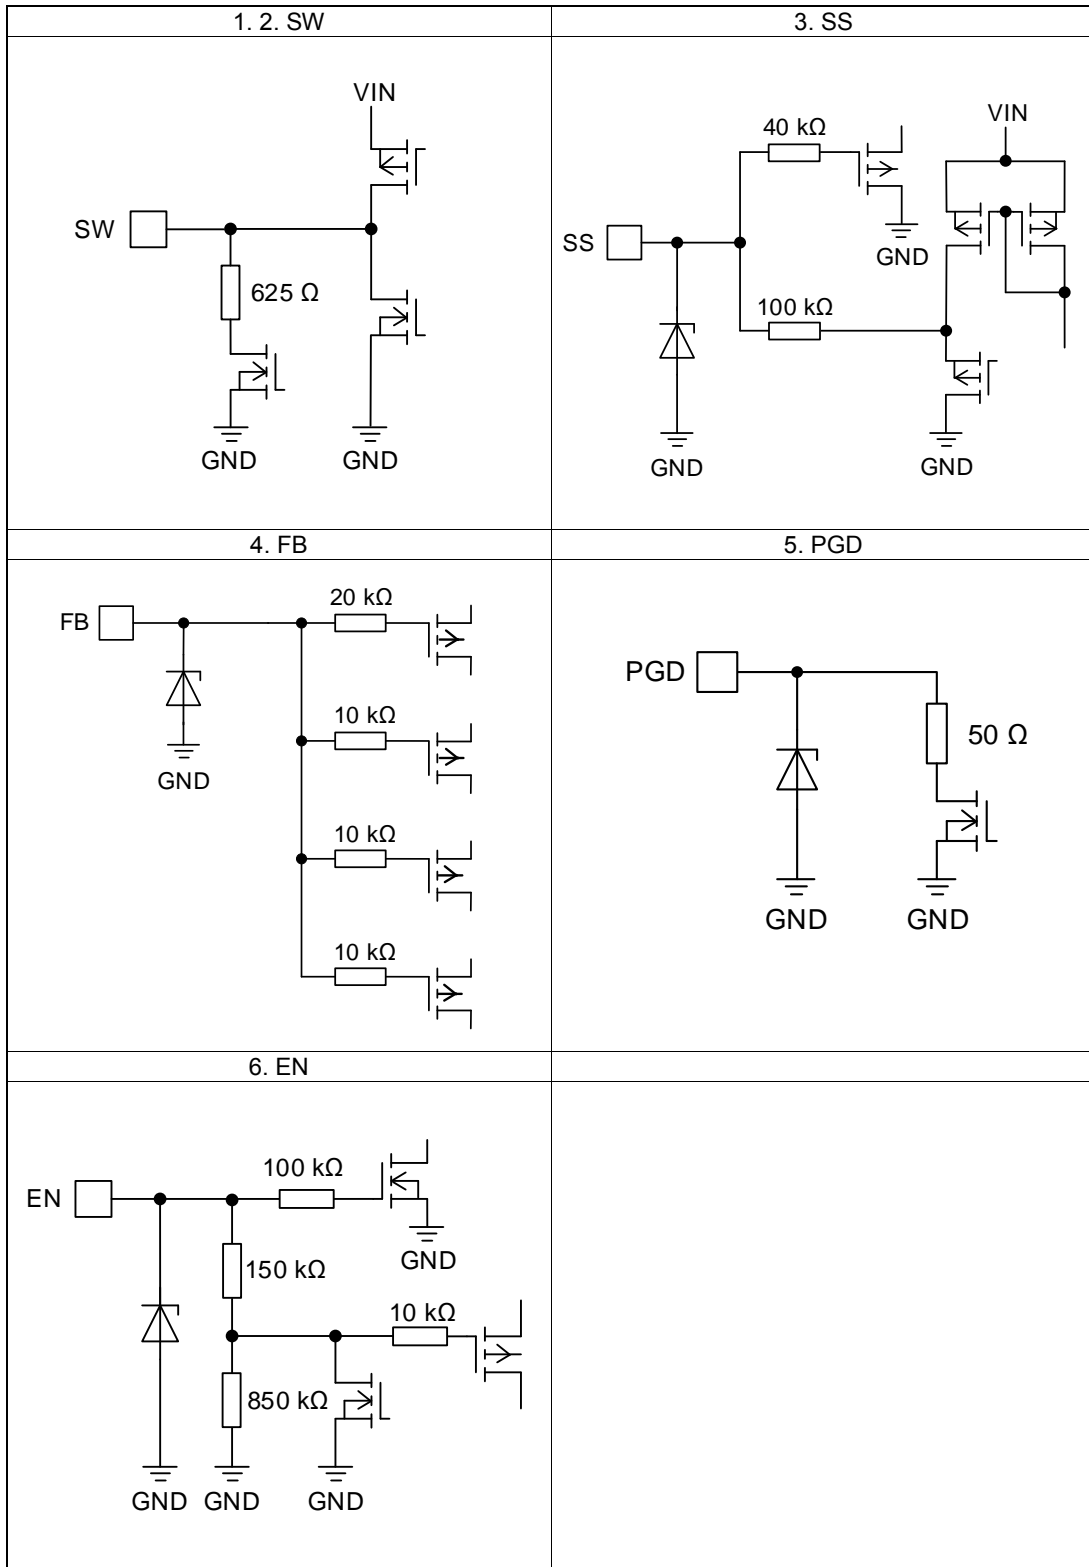 1. 2. SW
3. SS
VIN
SW
625 Ω
GND
GND
40 kΩ
VIN
SS
GND
100 kΩ
GND
GND
4. FB
5. PGD
20 kΩ
FB
10 kΩ
GND
10 kΩ
10 kΩ
PGD
50 Ω
GND
GND
6. EN
100 kΩ
EN
GND
150 kΩ
10 kΩ
850 kΩ
GND
GND
GND